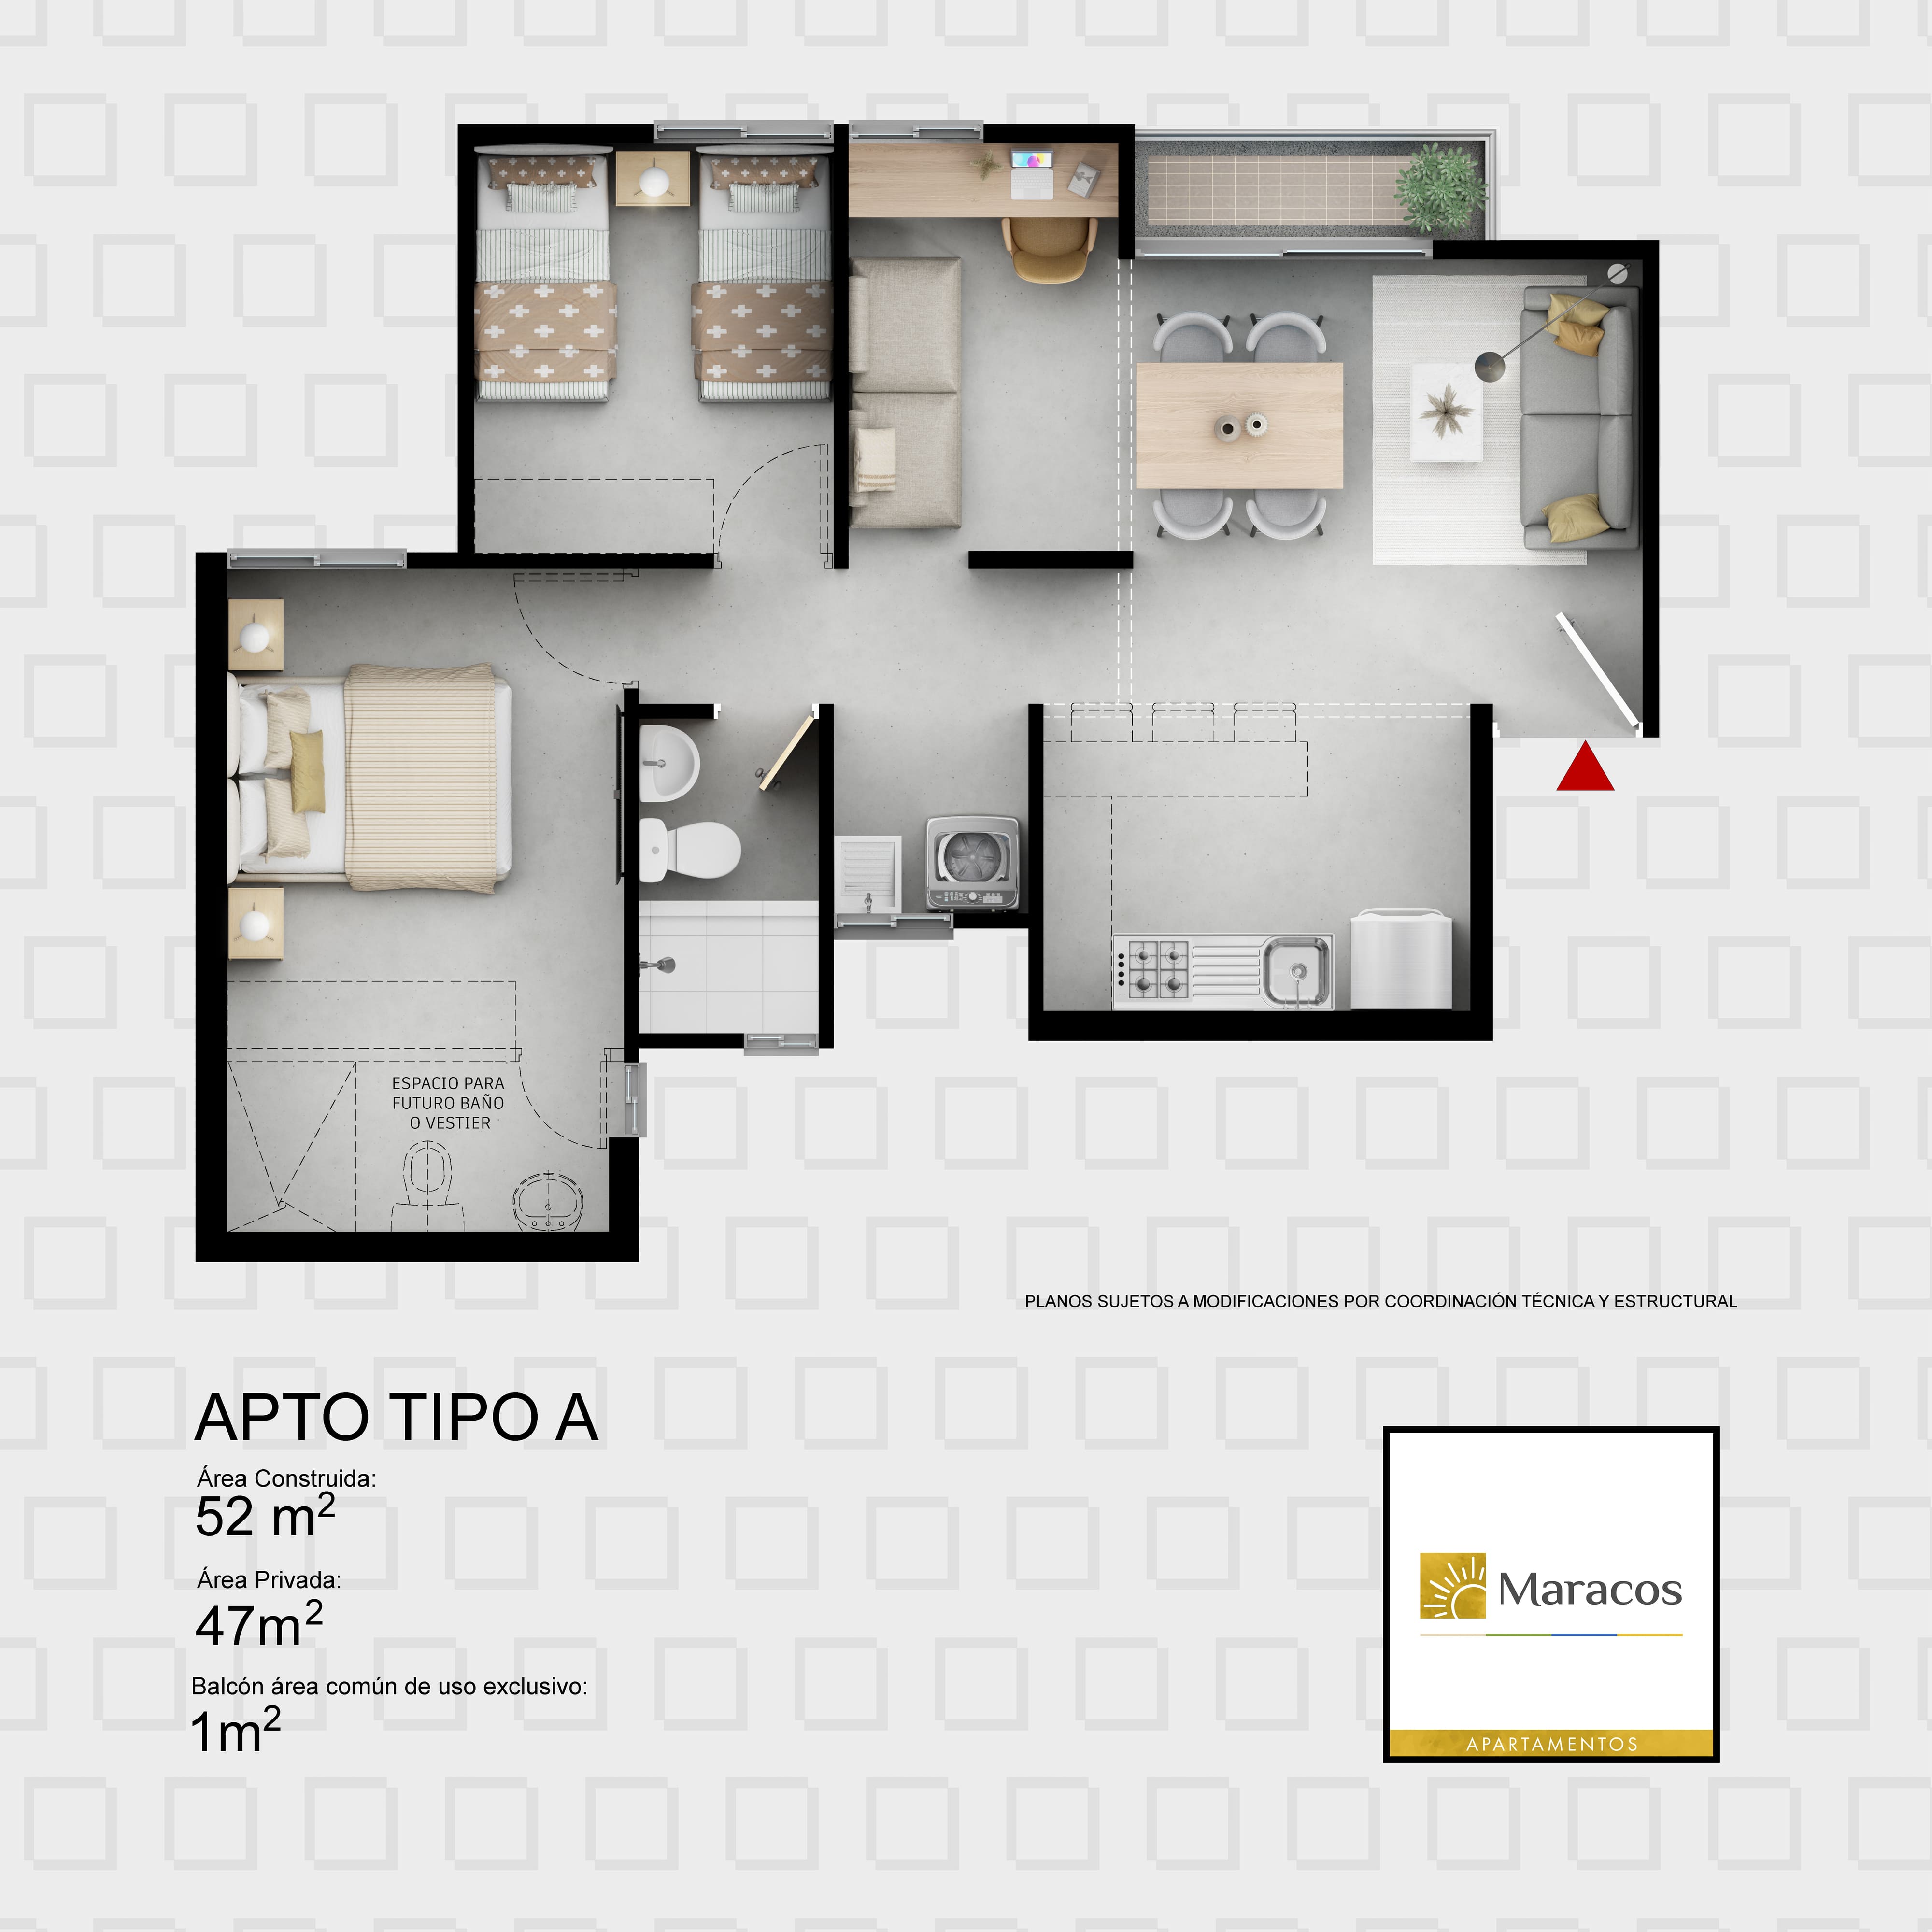 ESPACIO PARA
FUTURO BAÑO
O VESTIER
PLANOS SUJETOS A MODIFICACIONES POR COORDINACIÓN TÉCNICA Y ESTRUCTURAL
APTO TIPO A
Área Construida:
52 m²
Área Privada:
47m²
Balcón área común de uso exclusivo:
1m²
Maracos
APARTAMENTOS